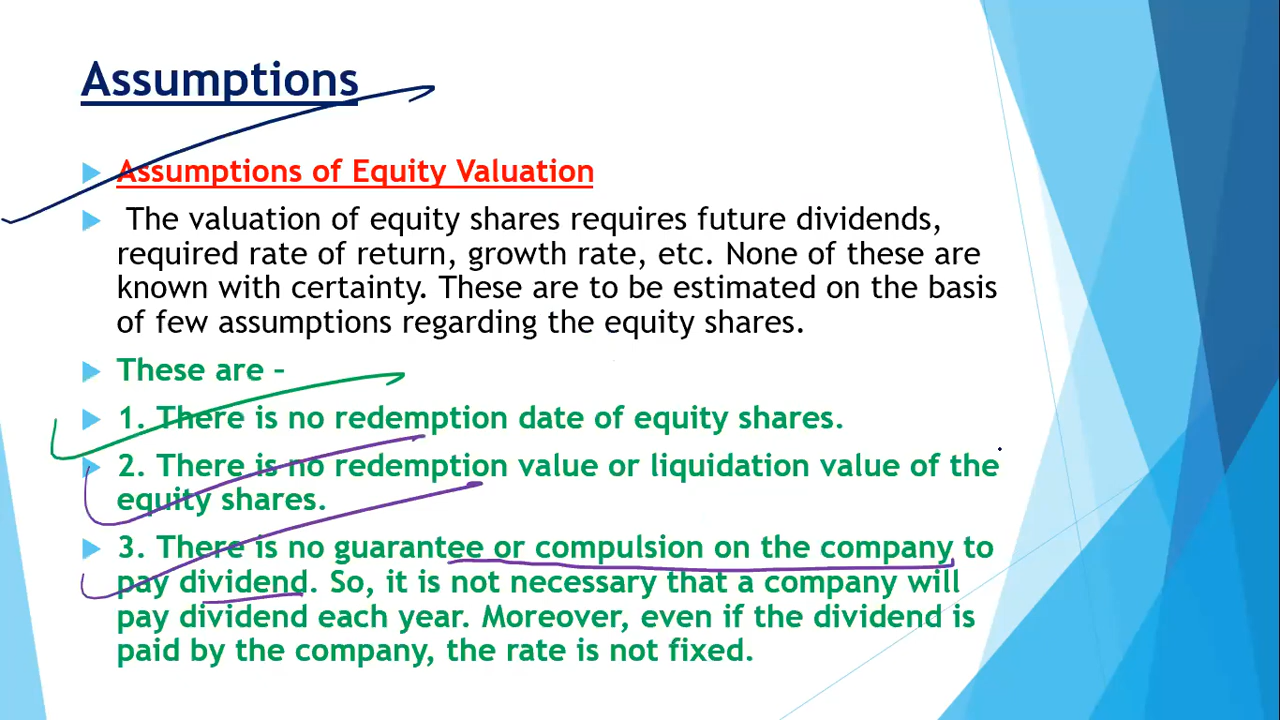 Assumptions
Assumptions of Equity Valuation
The valuation of equity shares requires future dividends,
required rate of return, growth rate, etc. None of these are
known with certainty. These are to be estimated on the basis
of few assumptions regarding the equity shares.
These are –
1. There is no redemption date of equity shares.
2. There is no redemption value or liquidation value of the
equity shares.
3. There is no guarantee or compulsion on the company to
pay dividend. So, it is not necessary that a company will
pay dividend each year. Moreover, even if the dividend is
paid by the company, the rate is not fixed.